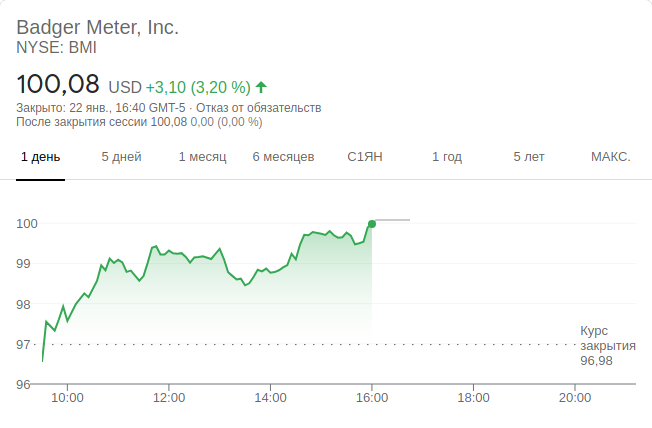 Badger Meter, Inc.
NYSE: BMI
100,08 USD +3,10 (3,20 %)
Закрыто: 22 янв., 16:40 GMT-5 · Отказ от обязательств
После закрытия сессии 100,08 0,00 (0,00 %)
1 день 5 дней 1 месяц 6 месяцев С1ЯН 1 год 5 лет МАКС.
100
99
98
97
96
Курс
закрытия
96,98
10:00 12:00 14:00 16:00 18:00 20:00